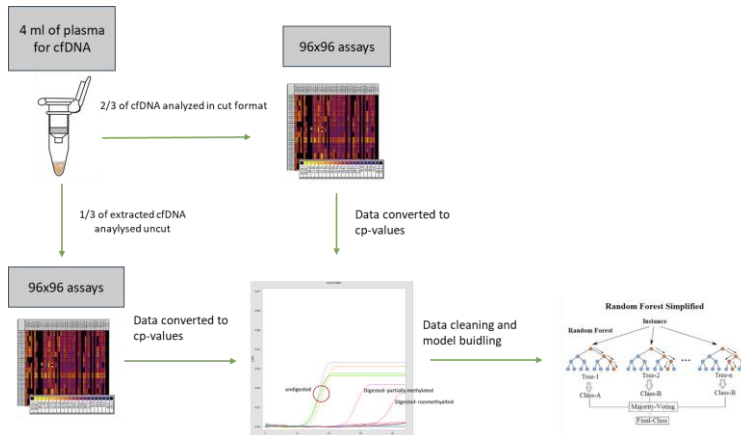 4 ml of plasma
for cfDNA
96x96 assays
2/3 of cfDNA analyzed in cut format
1/3 of extracted cfDNA
anaylysed uncut
Data converted to
cp-values
96x96 assays
Data converted to
cp-values
undigested
Digested- partially methylated
Digested- nonmethyalted
Data cleaning and
model buidling
Random Forest Simplified
Instance
Random Forest
Tree-1
Tree-2
Tree-n
Class-A
Class-B
Class-B
Majority-Voting
Final-Class